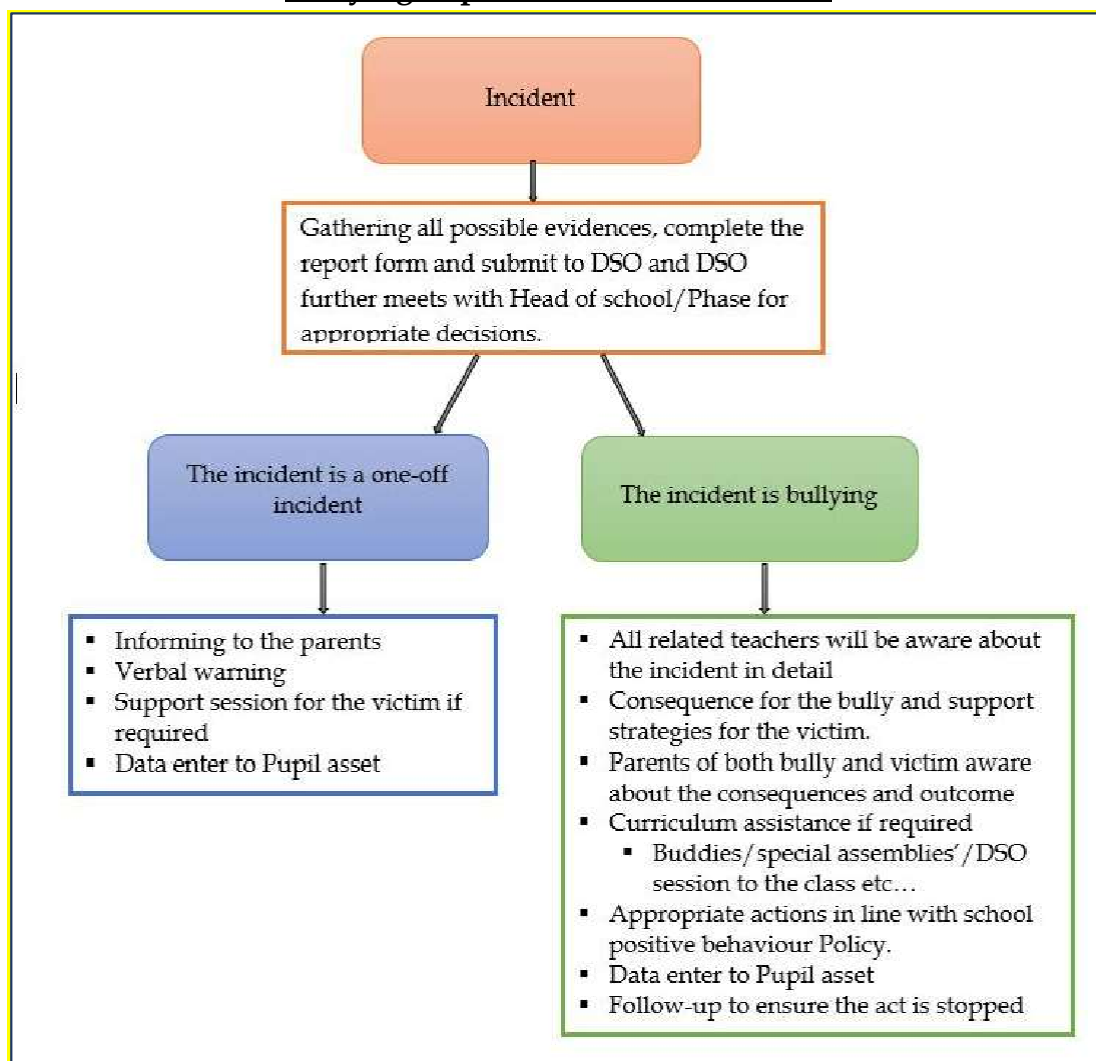 Incident
Gathering all possible evidences, complete the
report form and submit to DSO and DSO
further meets with Head of school/Phase for
appropriate decisions.
The incident is a one-off
incident
▪ Informing to the parents
▪ Verbal warning
▪ Support session for the victim if
required
▪ Data enter to Pupil asset
The incident is bullying
▪ All related teachers will be aware about
the incident in detail
▪ Consequence for the bully and support
strategies for the victim.
▪ Parents of both bully and victim aware
about the consequences and outcome
▪ Curriculum assistance if required
▪ Buddies/special assemblies’/DSO
session to the class etc…
▪ Appropriate actions in line with school
positive behaviour Policy.
▪ Data enter to Pupil asset
▪ Follow-up to ensure the act is stopped